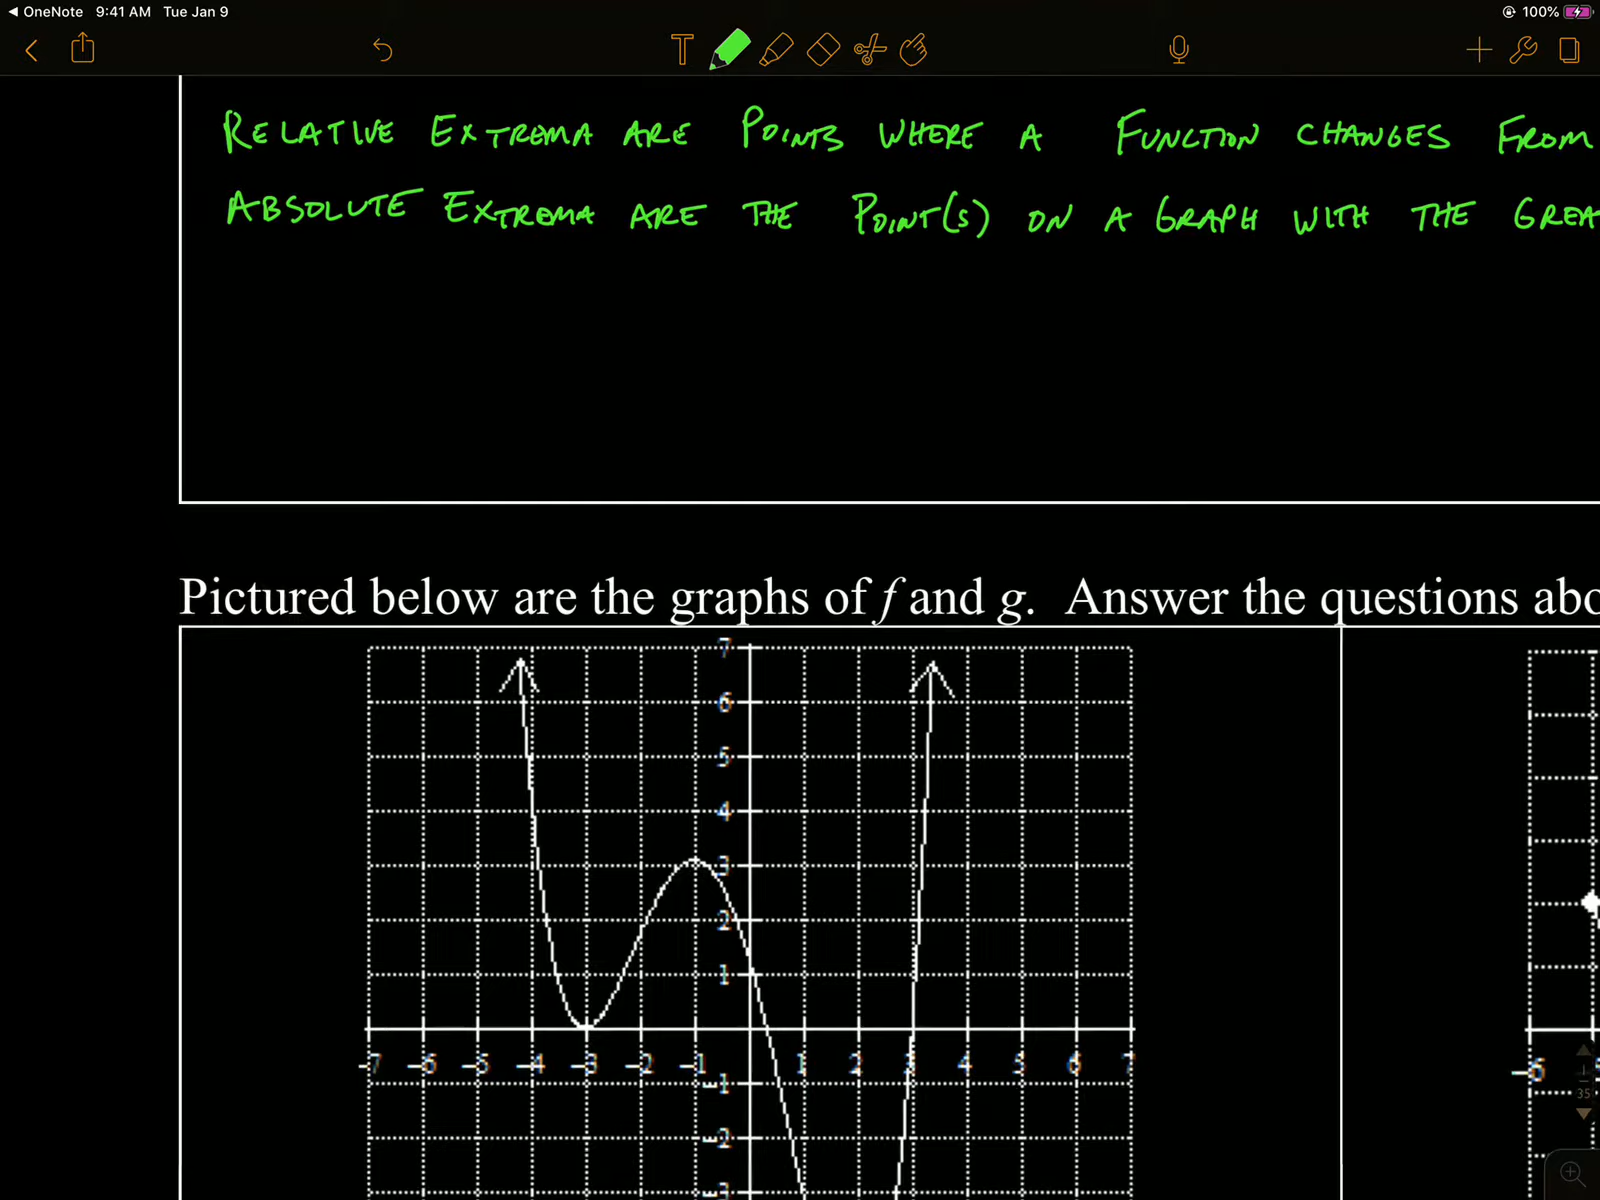 OneNote 9:41 AM Tue Jan 9 100%
T
RELATIVE EXTREMA ARE POINTS WHERE A FUNCTION CHANGES FROM
ABSOLUTE EXTREMA ARE THE POINT(S) ON A GRAPH WITH THE GREA
Pictured below are the graphs of f and g. Answer the questions abo
7
6
5
4
3
2
1
-7 -6 -5 -4 -3 -2 -1 1 2 3 4 5 6 7
-6
-1
-2
-3
35